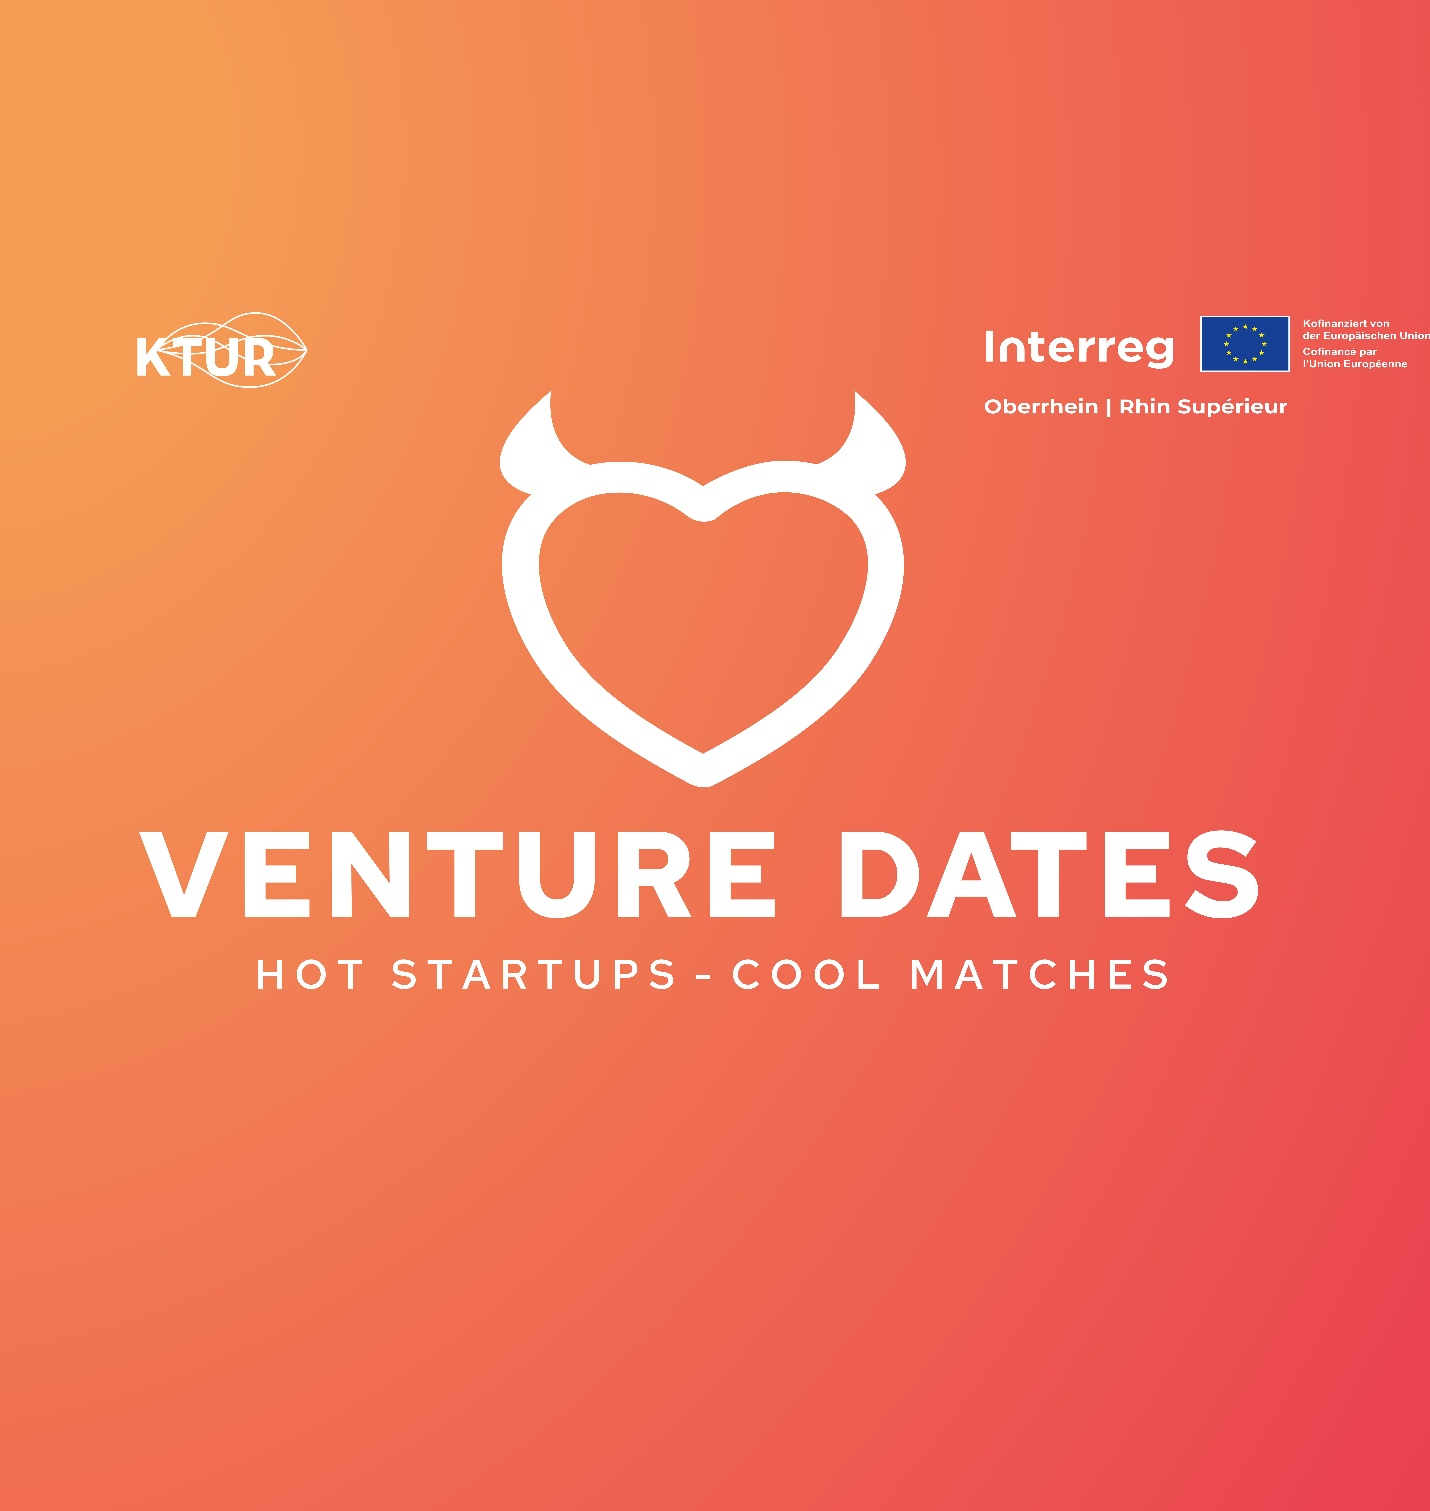 KTUR
Interreg
Kofinanziert von
der Europäischen Union
Cofinancé par
l'Union Européenne
Oberrhein | Rhin Supérieur
VENTURE DATES
HOT STARTUPS - COOL MATCHES